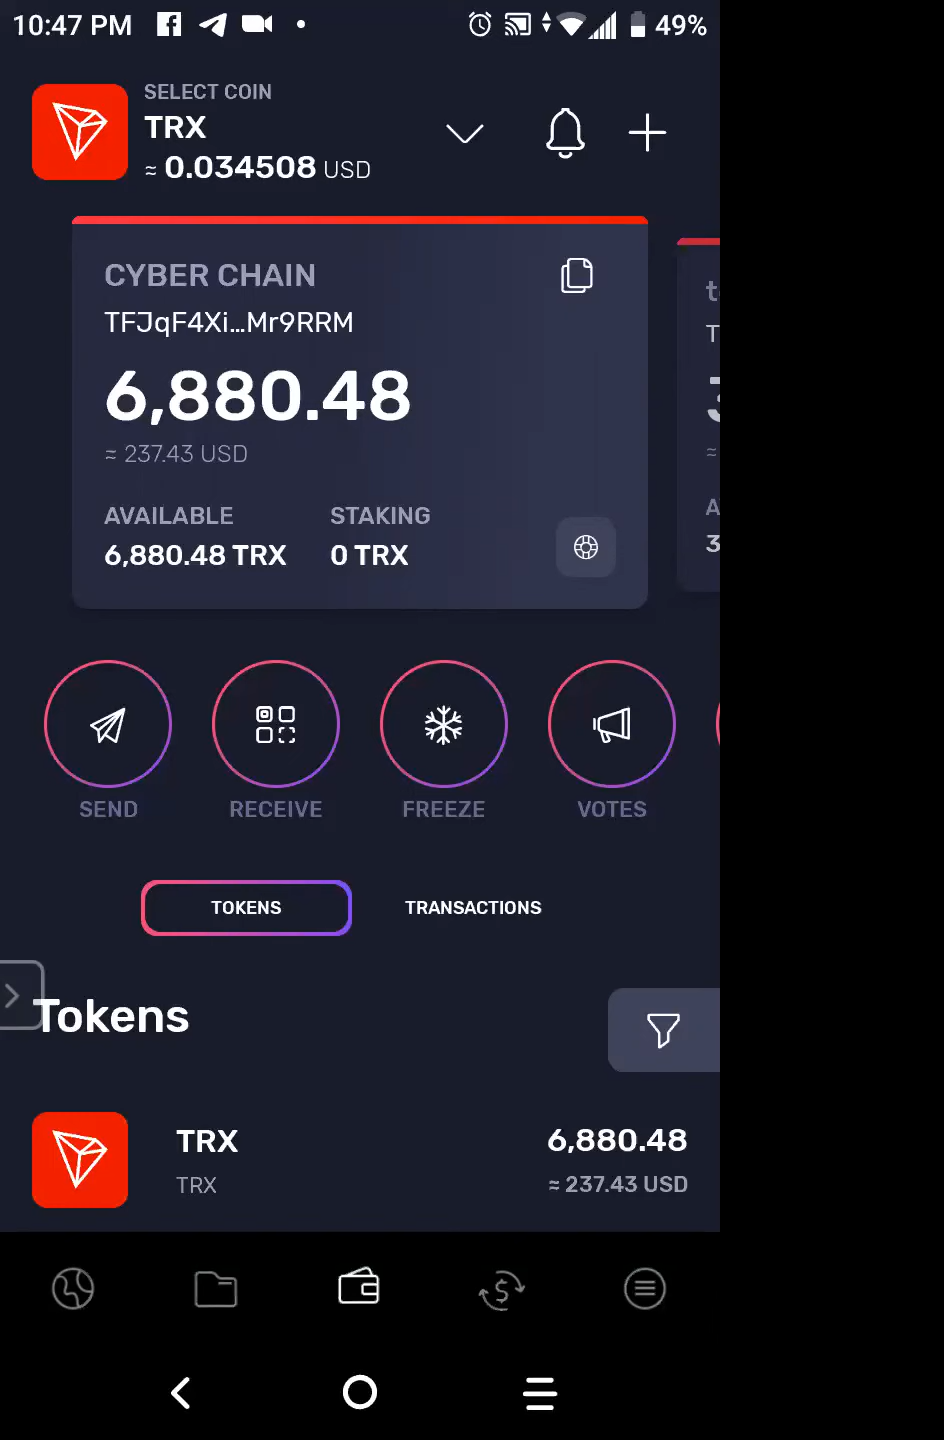 10:47 PM 49%
SELECT COIN
TRX
≈ 0.034508 USD
CYBER CHAIN
TFJqF4Xi...Mr9RRM
6,880.48
≈ 237.43 USD
AVAILABLE STAKING
6,880.48 TRX 0 TRX
SEND RECEIVE FREEZE VOTES
TOKENS TRANSACTIONS
Tokens
TRX 6,880.48
TRX ≈ 237.43 USD